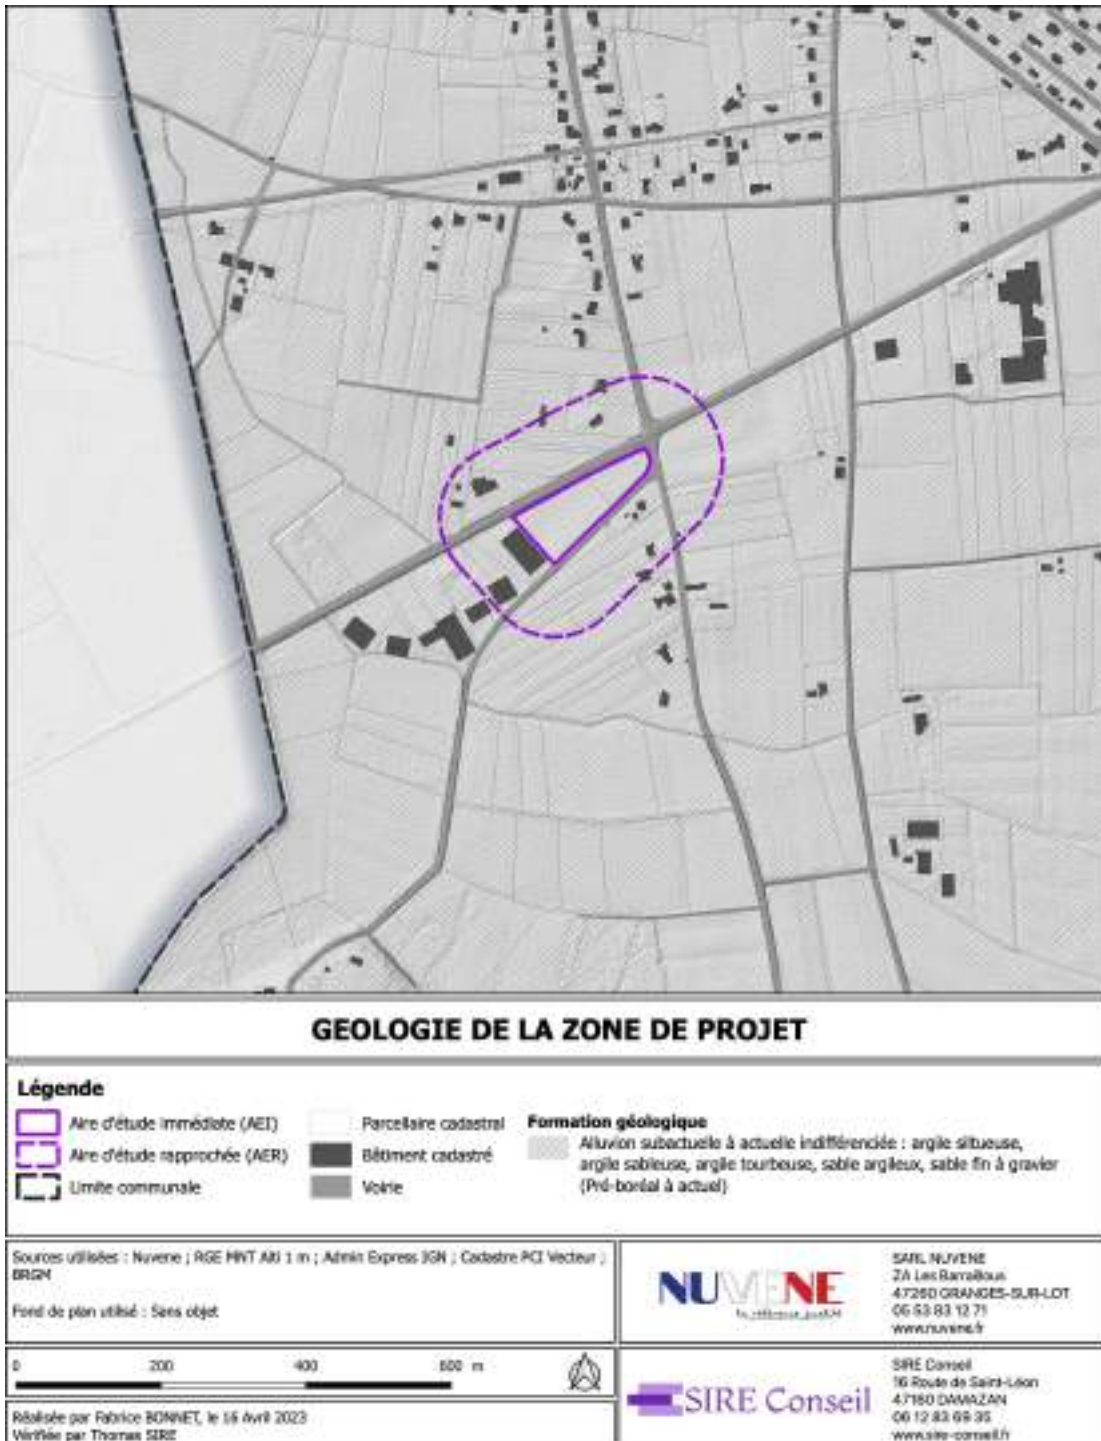 GEOLOGIE DE LA ZONE DE PROJET
Légende
Aire d'étude immédiate (AEI)
Aire d'étude rapprochée (AER)
Limite communale
Parcellaire cadastral
Bâtiment cadastré
Voirie
Formation géologique
Alluvion subactuelle à actuelle indifférenciée : argile silteuse,
argile sableuse, argile tourbeuse, sable argileux, sable fin à gravier
(Pré-boréal à actuel)
Sources utilisées : Nuvene ; RGE MNT Alti 1 m ; Admin Express IGN ; Cadastre PCI Vecteur ;
BRGM
Fond de plan utilisé : Sans objet
NUVENE
la référence
SARL NUVENE
ZA Les Barraillous
47260 GRANGES-SUR-LOT
05 53 83 12 71
www.nuvene.fr
0 200 400 600 m
Réalisée par Fabrice BONNET, le 16 Avril 2023
Vérifiée par Thomas SIRE
SIRE Conseil
SIRE Conseil
16 Route de Saint-Léon
47160 DAMAZAN
06 12 83 69 35
www.sire-conseil.fr